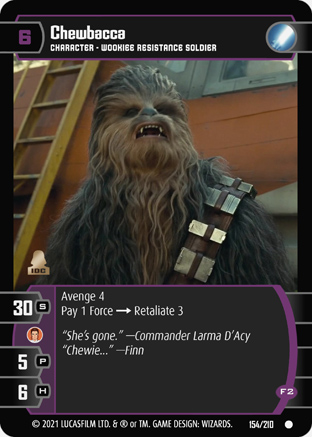 6 Chewbacca
CHARACTER - WOOKIEE RESISTANCE SOLDIER
IDC
30 S
Avenge 4
Pay 1 Force → Retaliate 3
"She's gone." —Commander Larma D'Acy
"Chewie..." —Finn
5 P
6 H
F2
© 2021 LUCASFILM LTD. & ® or TM. GAME DESIGN: WIZARDS. 154/210